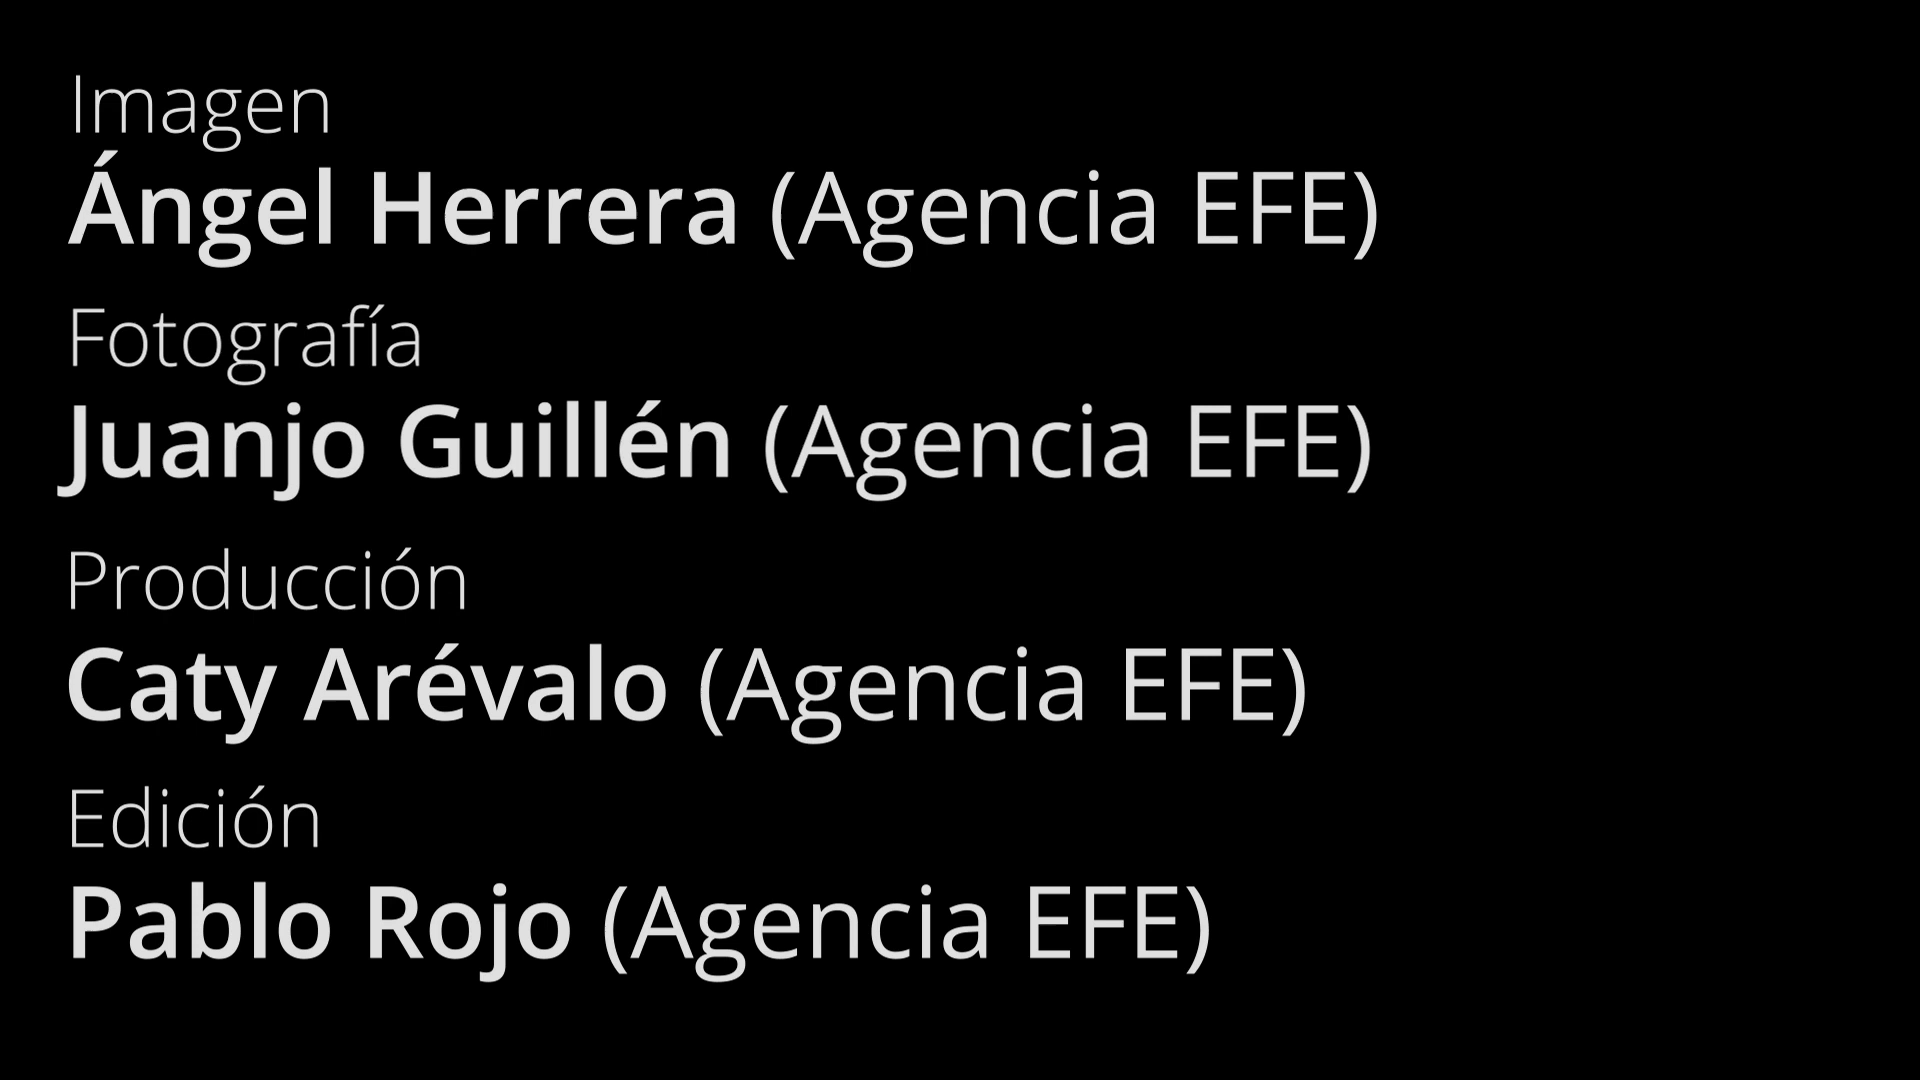 Imagen
Ángel Herrera (Agencia EFE)
Fotografía
Juanjo Guillén (Agencia EFE)
Producción
Caty Arévalo (Agencia EFE)
Edición
Pablo Rojo (Agencia EFE)